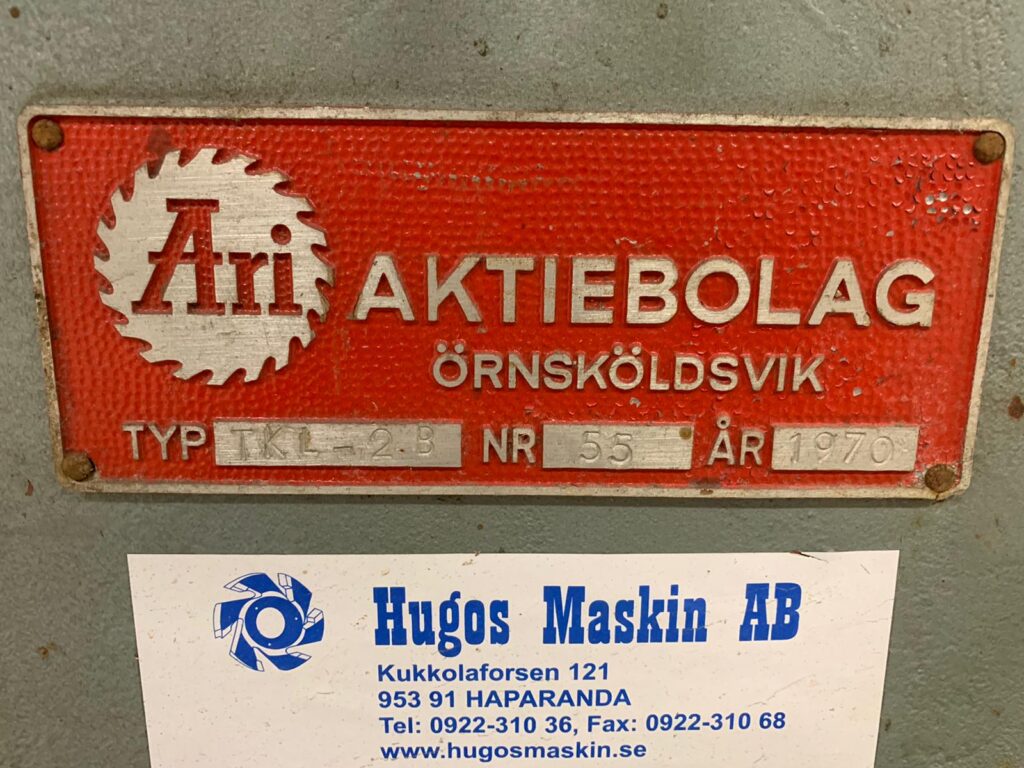 Ari AKTIEBOLAG
ÖRNSKÖLDSVIK
TYP TKL-2B NR 55 ÅR 1970
Hugos Maskin AB
Kukkolaforsen 121
953 91 HAPARANDA
Tel: 0922-310 36, Fax: 0922-310 68
www.hugosmaskin.se